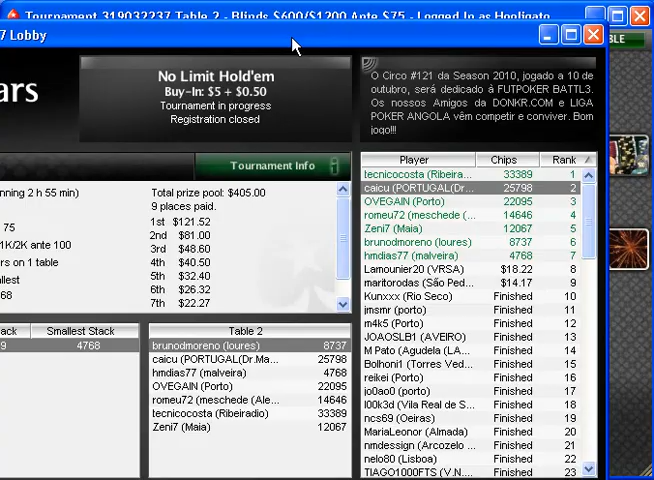 Tournament 319032237 Table 2 - Blinds $600/$1200 Ante $75 - Logged In as Hooligato
7 Lobby
BLE
ars
No Limit Hold'em
Buy-In: $5 + $0.50
Tournament in progress
Registration closed
O Circo #121 da Season 2010, jogado a 10 de
outubro, será dedicado à FUTPOKER BATTL3.
Os nossos Amigos da DONKR.COM e LIGA
POKER ANGOLA vêm competir e conviver. Bom
jogo!!!
Tournament Info
nning 2 h 55 min)
75
1K/2K ante 100
ers on 1 table
llest
68
Total prize pool: $405.00
9 places paid.
1st $121.52
2nd $81.00
3rd $48.60
4th $40.50
5th $32.40
6th $26.32
7th $22.27
Player Chips Rank
tecnicocosta (Ribeira... 33389 1
caicu (PORTUGAL(Dr... 25798 2
OVEGAIN (Porto) 22095 3
romeu72 (meschede (... 14646 4
Zeni7 (Maia) 12067 5
brunodmoreno (loures) 8737 6
hmdias77 (malveira) 4768 7
Lamounier20 (VRSA) $18.22 8
maritorodas (São Ped... $14.17 9
Kunxxx (Rio Seco) Finished 10
jmsmr (porto) Finished 11
m4k5 (Porto) Finished 12
JOAOSLB1 (AVEIRO) Finished 13
M Pato (Agudela (LA... Finished 14
Bolhoni1 (Torres Ved... Finished 15
reikei (Porto) Finished 16
jo0ao0 (porto) Finished 17
l00k3d (Vila Real de S... Finished 18
ncs69 (Oeiras) Finished 19
MariaLeonor (Almada) Finished 20
nmdesign (Arcozelo ... Finished 21
nelo80 (Lisboa) Finished 22
TIAGO1000FTS (V.N.... Finished 23
ack Smallest Stack
9 4768
Table 2
brunodmoreno (loures) 8737
caicu (PORTUGAL(Dr.Ma... 25798
hmdias77 (malveira) 4768
OVEGAIN (Porto) 22095
romeu72 (meschede (Ale... 14646
tecnicocosta (Ribeiradio) 33389
Zeni7 (Maia) 12067